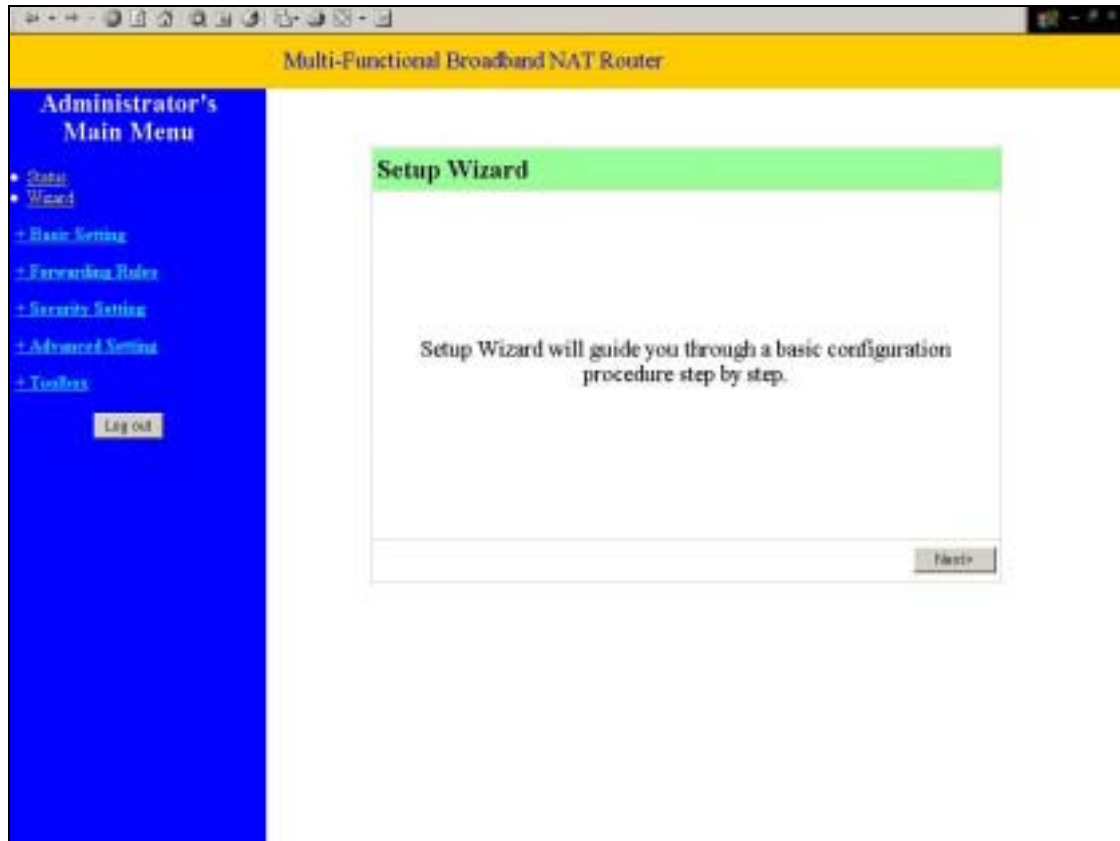 Multi-Functional Broadband NAT Router
Administrator's
Main Menu
Status
Wizard
+ Basic Setting
+ Forwarding Rules
+ Security Setting
+ Advanced Setting
+ Toolbox
Log out
Setup Wizard
Setup Wizard will guide you through a basic configuration
procedure step by step.
Next>